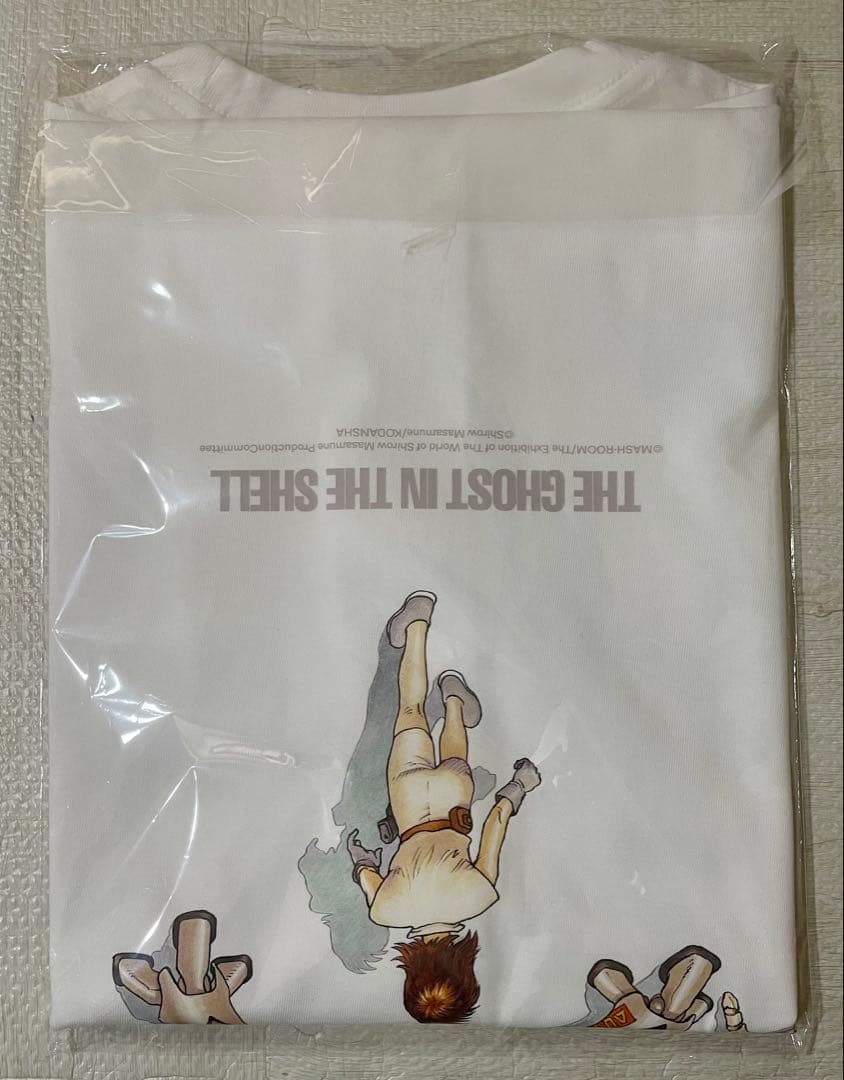 THE GHOST IN THE SHELL
©MASH·ROOM/The Exhibition of The World of Shirow Masamune ProductionCommittee
©Shirow Masamune/KODANSHA